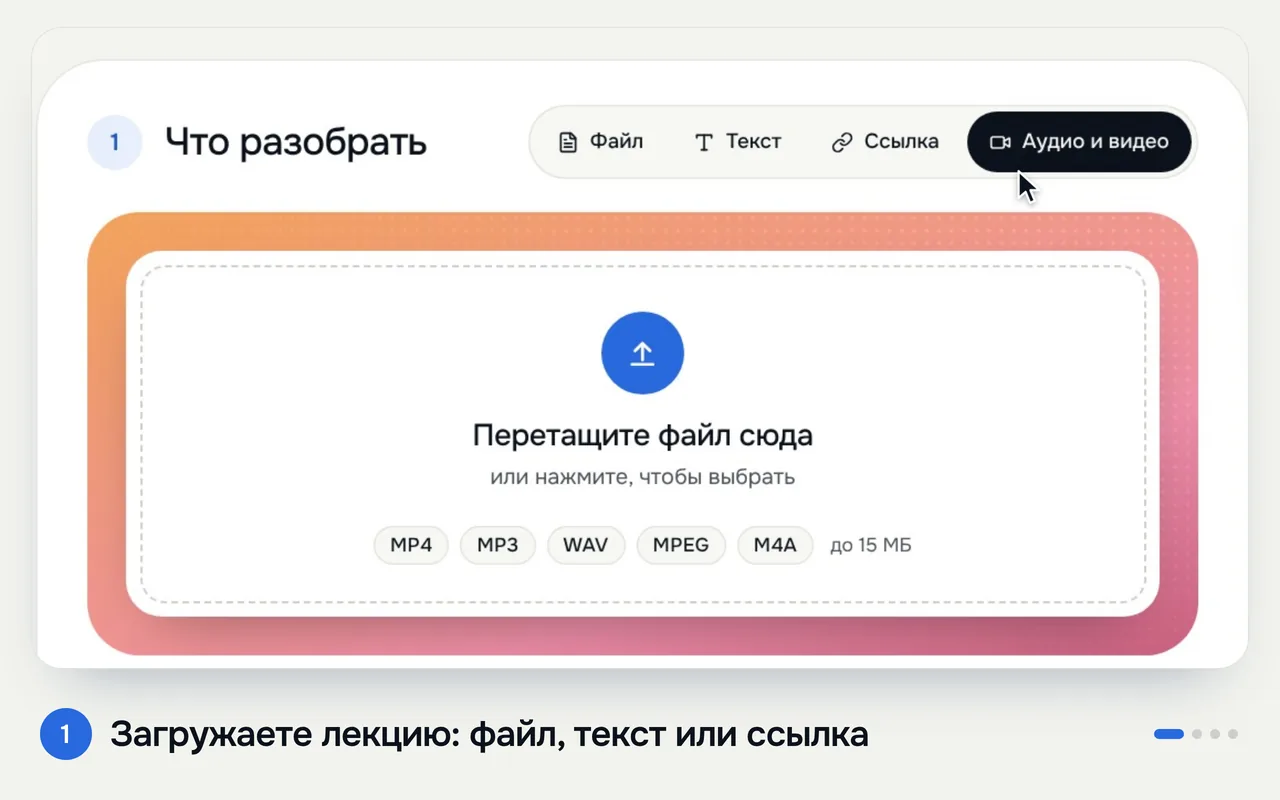 1 Что разобрать
Файл Текст Ссылка Аудио и видео
Перетащите файл сюда
или нажмите, чтобы выбрать
MP4 MP3 WAV MPEG M4A до 15 МБ
1 Загружаете лекцию: файл, текст или ссылка